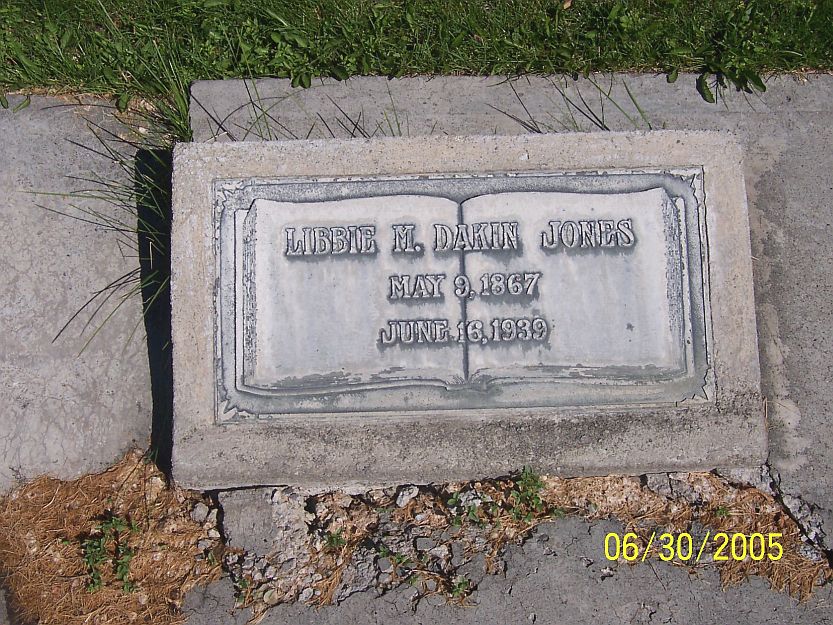 LIBBIE M. DAKIN JONES
MAY 9, 1867
JUNE 16, 1939
06/30/2005